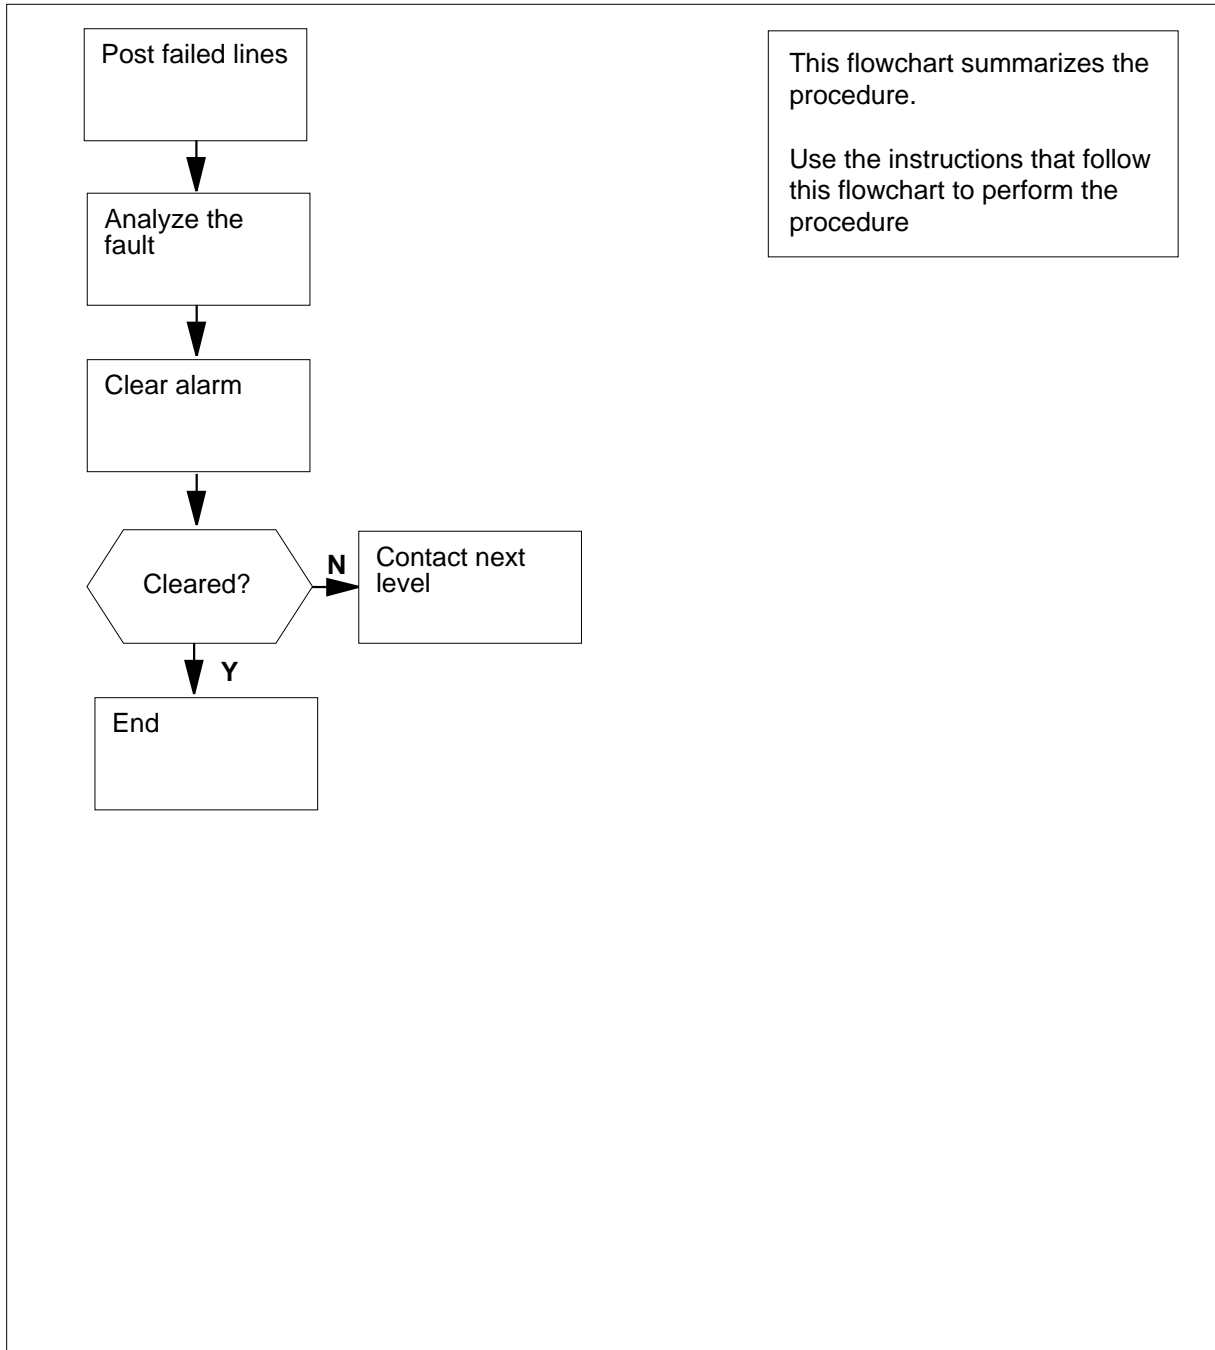 Post failed lines
This flowchart summarizes the
procedure.
Use the instructions that follow
this flowchart to perform the
procedure
Analyze the
fault
Clear alarm
Cleared?
N
Contact next
level
Y
End